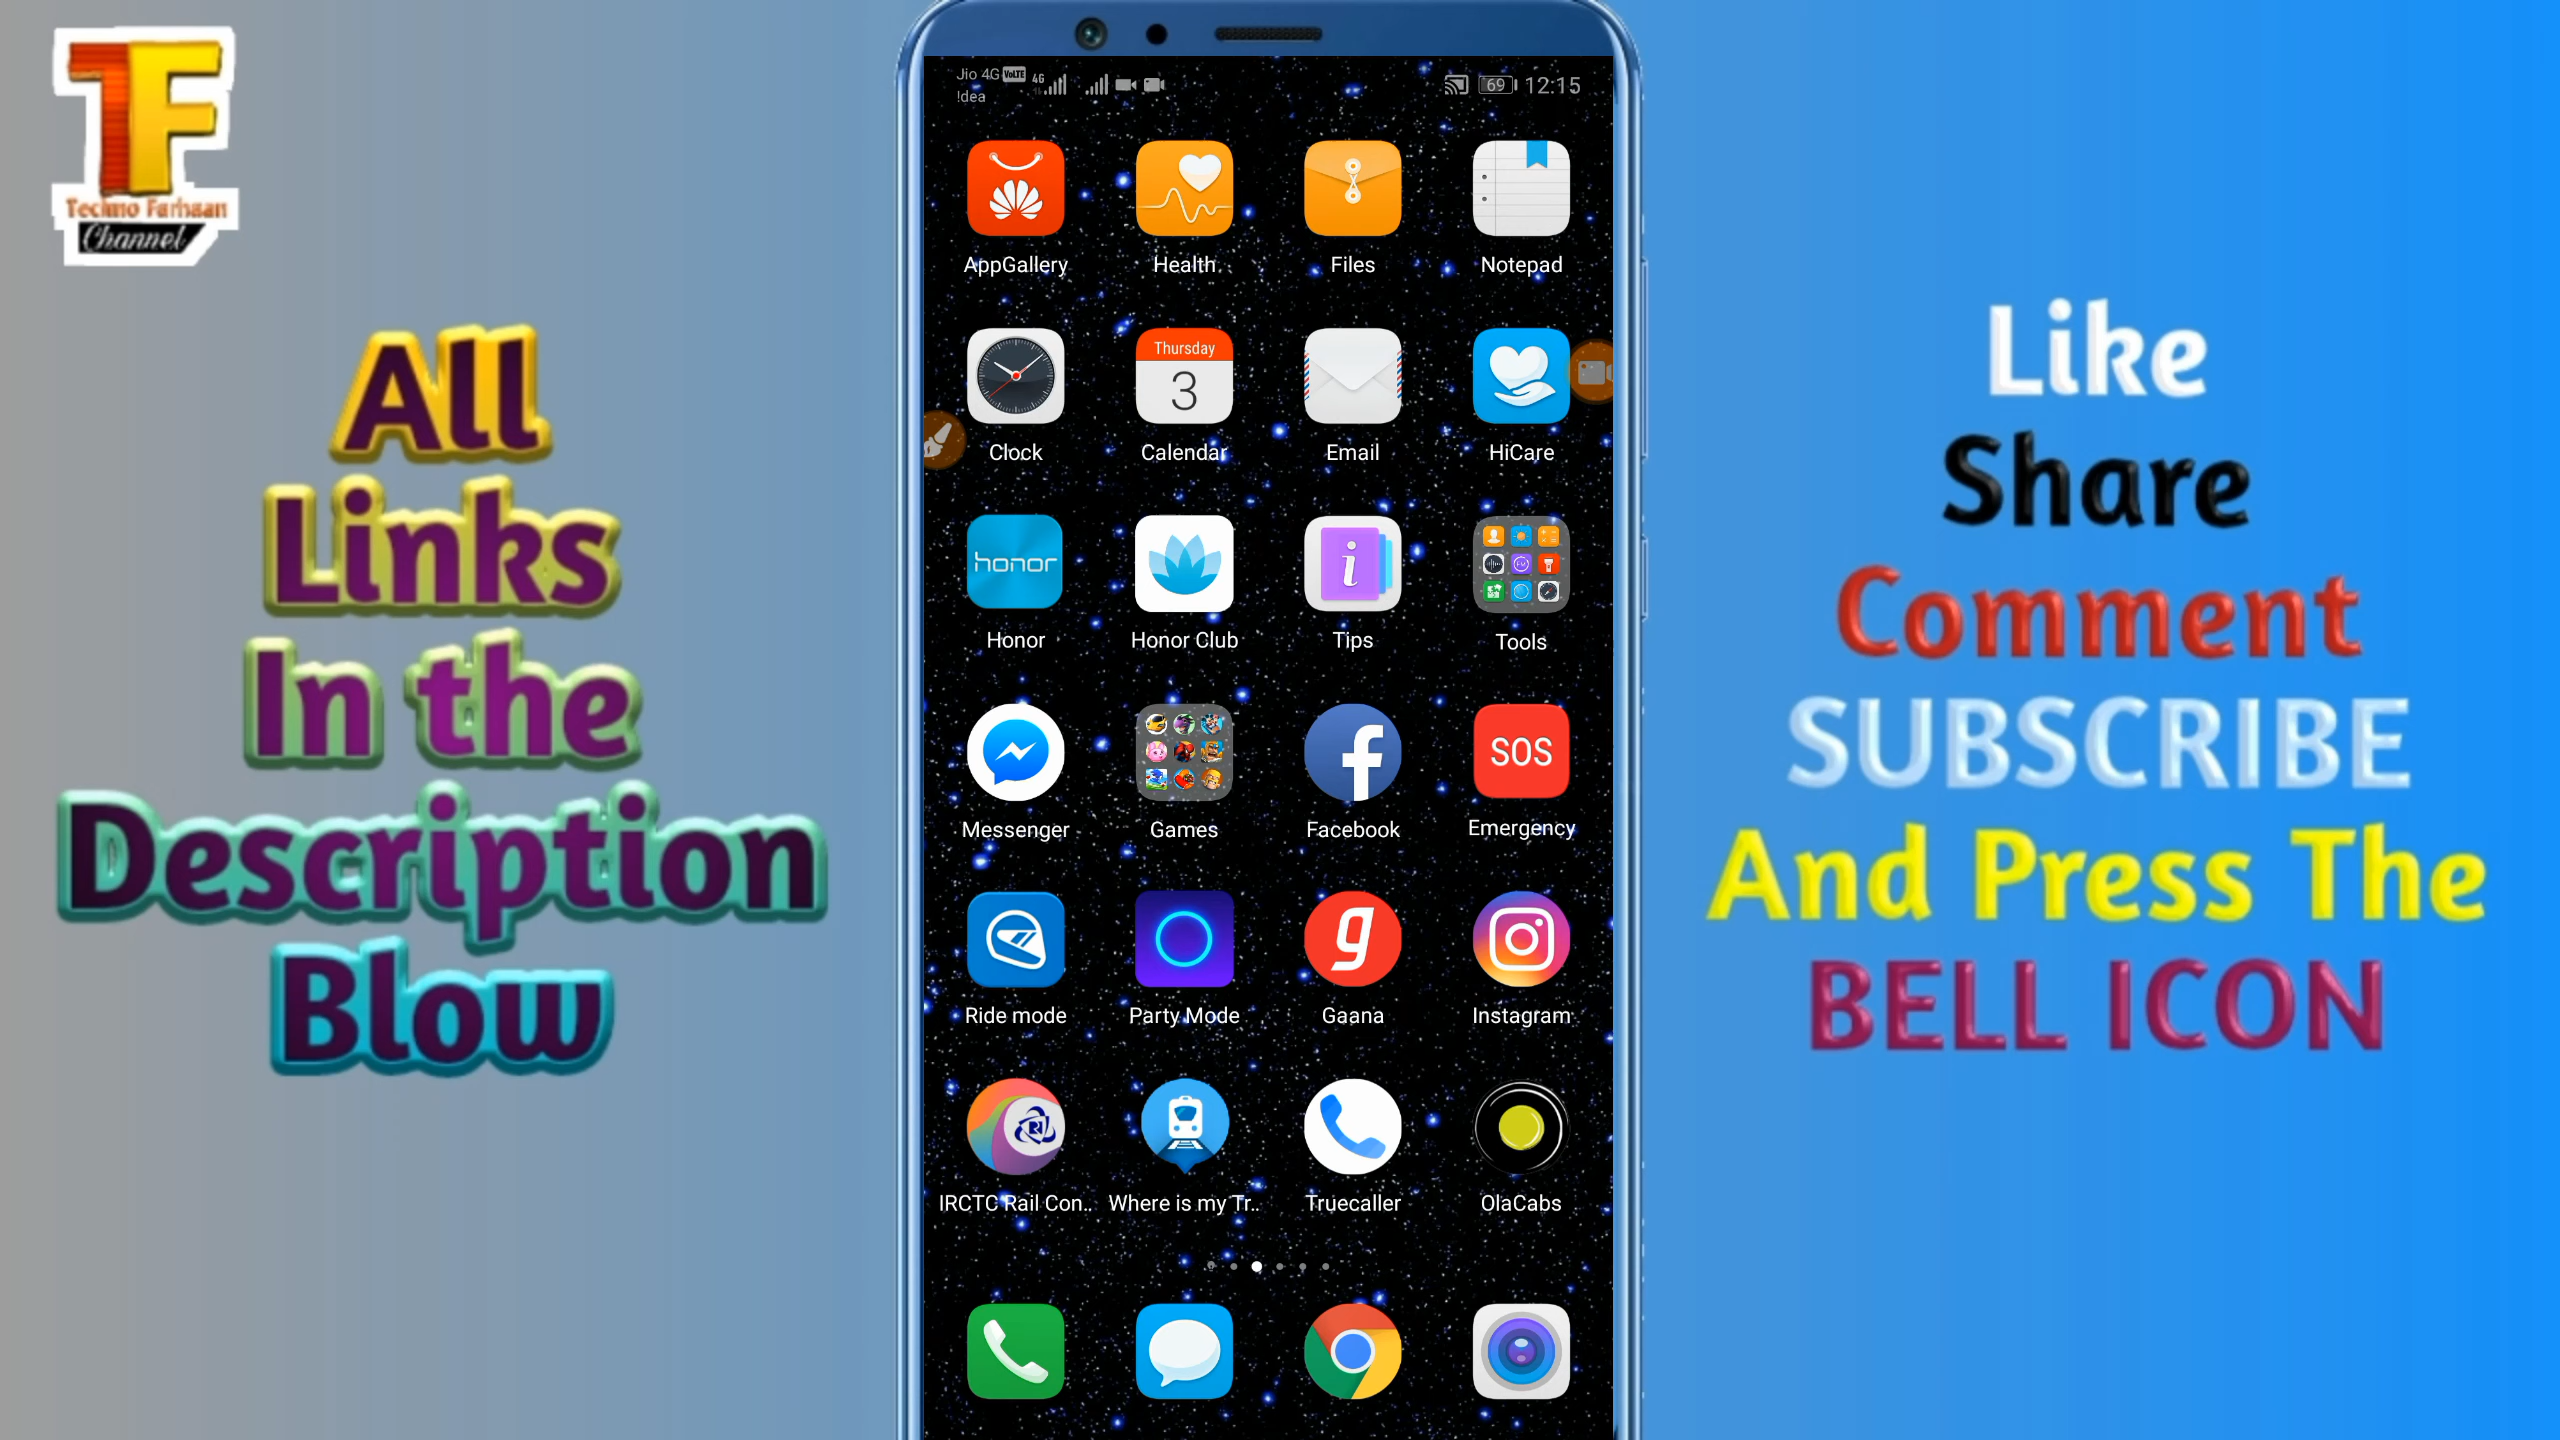 TF
Techno Farhaan
Channel
All
Links
In the
Description
Blow
Jio 4G VoLTE 4G
!dea
69 12:15
AppGallery Health Files Notepad
Thursday
3
Clock Calendar Email HiCare
honor
i
Honor Honor Club Tips Tools
SOS
Messenger Games Facebook Emergency
g
Ride mode Party Mode Gaana Instagram
IRCTC Rail Con.. Where is my Tr.. Truecaller OlaCabs
Like
Share
Comment
SUBSCRIBE
And Press The
BELL ICON